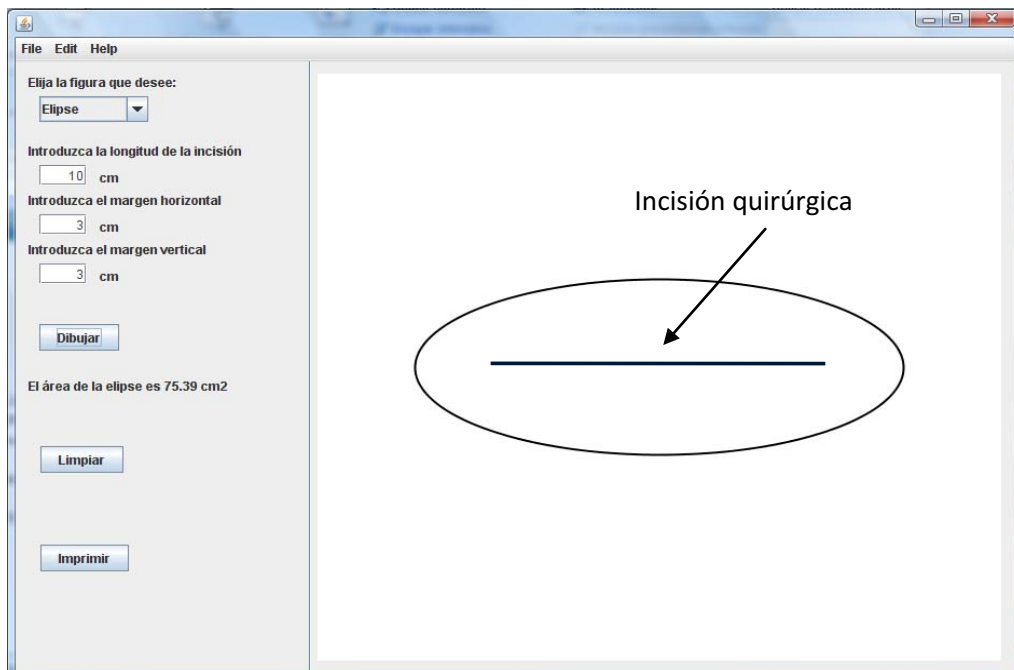 File Edit Help
Elija la figura que desee:
Elipse
Introduzca la longitud de la incisión
10 cm
Introduzca el margen horizontal
3 cm
Introduzca el margen vertical
3 cm
Dibujar
El área de la elipse es 75.39 cm2
Limpiar
Imprimir
Incisión quirúrgica